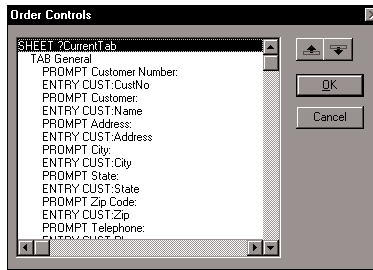 Order Controls
SHEET ?CurrentTab
TAB General
PROMPT Customer Number:
ENTRY CUST:CustNo
PROMPT Customer:
ENTRY CUST:Name
PROMPT Address:
ENTRY CUST:Address
PROMPT City:
ENTRY CUST:City
PROMPT State:
ENTRY CUST:State
PROMPT Zip Code:
ENTRY CUST:Zip
PROMPT Telephone:
OK
Cancel